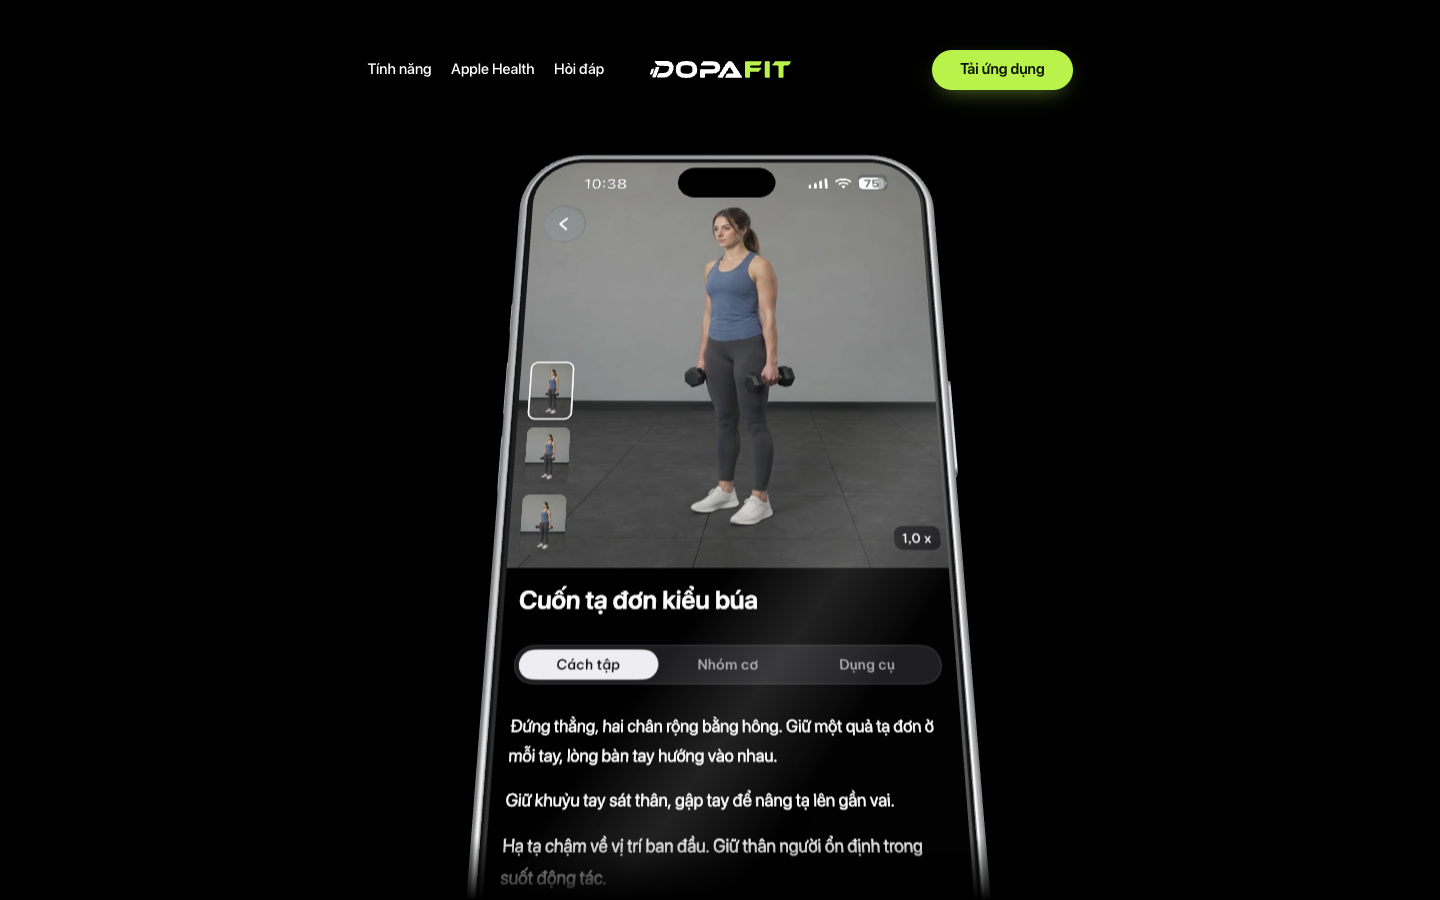 Tính năng
Apple Health
Hỏi đáp
DOPAFIT
Tải ứng dụng
10:38
75
1,0 x
Cuốn tạ đơn kiểu búa
Cách tập
Nhóm cơ
Dụng cụ
Đứng thẳng, hai chân rộng bằng hông. Giữ một quả tạ đơn ở
mỗi tay, lòng bàn tay hướng vào nhau.
Giữ khuỷu tay sát thân, gập tay để nâng tạ lên gần vai.
Hạ tạ chậm về vị trí ban đầu. Giữ thân người ổn định trong
suốt động tác.